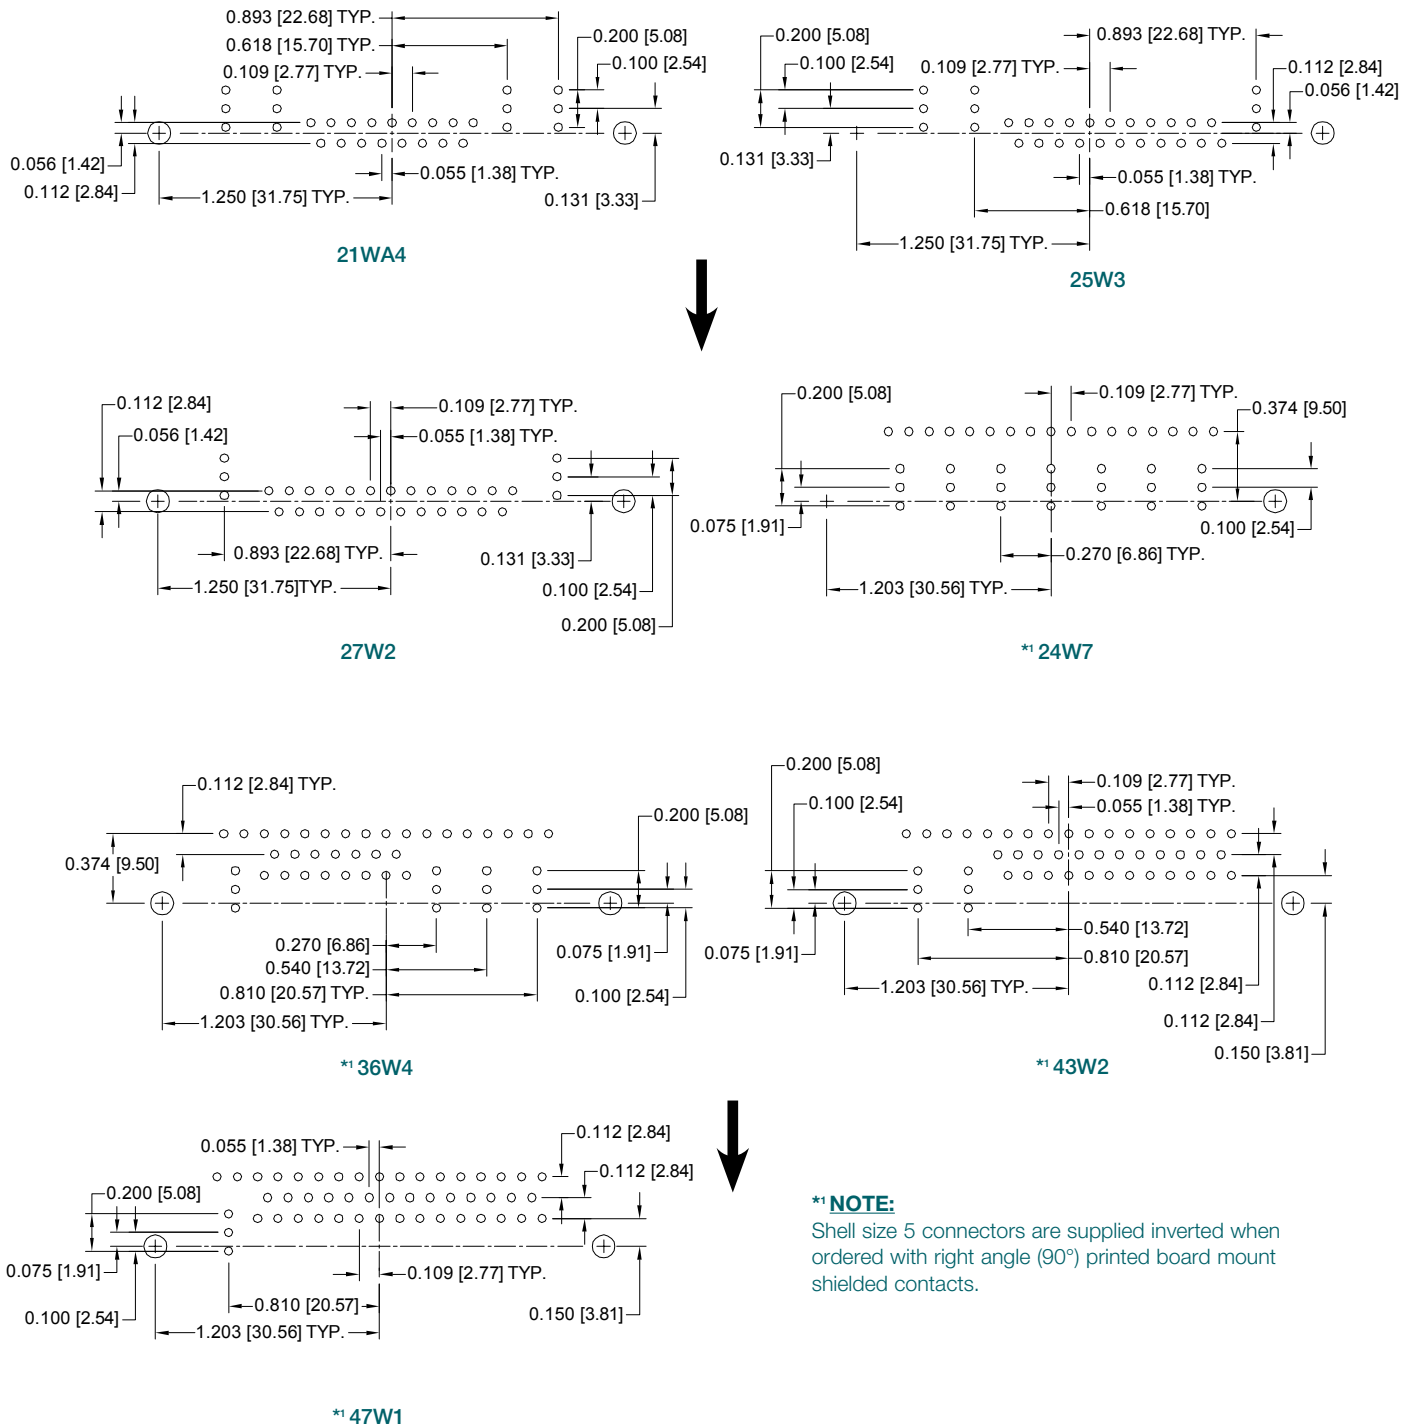 0.893 [22.68] TYP.
0.618 [15.70] TYP.
0.109 [2.77] TYP.
0.200 [5.08]
0.100 [2.54]
0.056 [1.42]
0.112 [2.84]
0.055 [1.38] TYP.
1.250 [31.75] TYP.
0.131 [3.33]
21WA4
0.200 [5.08]
0.893 [22.68] TYP.
0.100 [2.54]
0.109 [2.77] TYP.
0.112 [2.84]
0.056 [1.42]
0.131 [3.33]
0.055 [1.38] TYP.
0.618 [15.70]
1.250 [31.75] TYP.
25W3
0.112 [2.84]
0.109 [2.77] TYP.
0.056 [1.42]
0.055 [1.38] TYP.
0.893 [22.68] TYP.
0.131 [3.33]
1.250 [31.75]TYP.
0.100 [2.54]
0.200 [5.08]
27W2
0.200 [5.08]
0.109 [2.77] TYP.
0.374 [9.50]
0.075 [1.91]
0.100 [2.54]
0.270 [6.86] TYP.
1.203 [30.56] TYP.
*¹ 24W7
0.112 [2.84] TYP.
0.200 [5.08]
0.374 [9.50]
0.270 [6.86]
0.075 [1.91]
0.540 [13.72]
0.810 [20.57] TYP.
0.100 [2.54]
1.203 [30.56] TYP.
*¹ 36W4
0.200 [5.08]
0.109 [2.77] TYP.
0.100 [2.54]
0.055 [1.38] TYP.
0.540 [13.72]
0.075 [1.91]
0.810 [20.57]
1.203 [30.56] TYP.
0.112 [2.84]
0.112 [2.84]
0.150 [3.81]
*¹ 43W2
0.055 [1.38] TYP.
0.112 [2.84]
0.112 [2.84]
0.200 [5.08]
0.075 [1.91]
0.109 [2.77] TYP.
0.810 [20.57]
0.100 [2.54]
0.150 [3.81]
1.203 [30.56] TYP.
*¹ 47W1
*¹ NOTE:
Shell size 5 connectors are supplied inverted when
ordered with right angle (90°) printed board mount
shielded contacts.